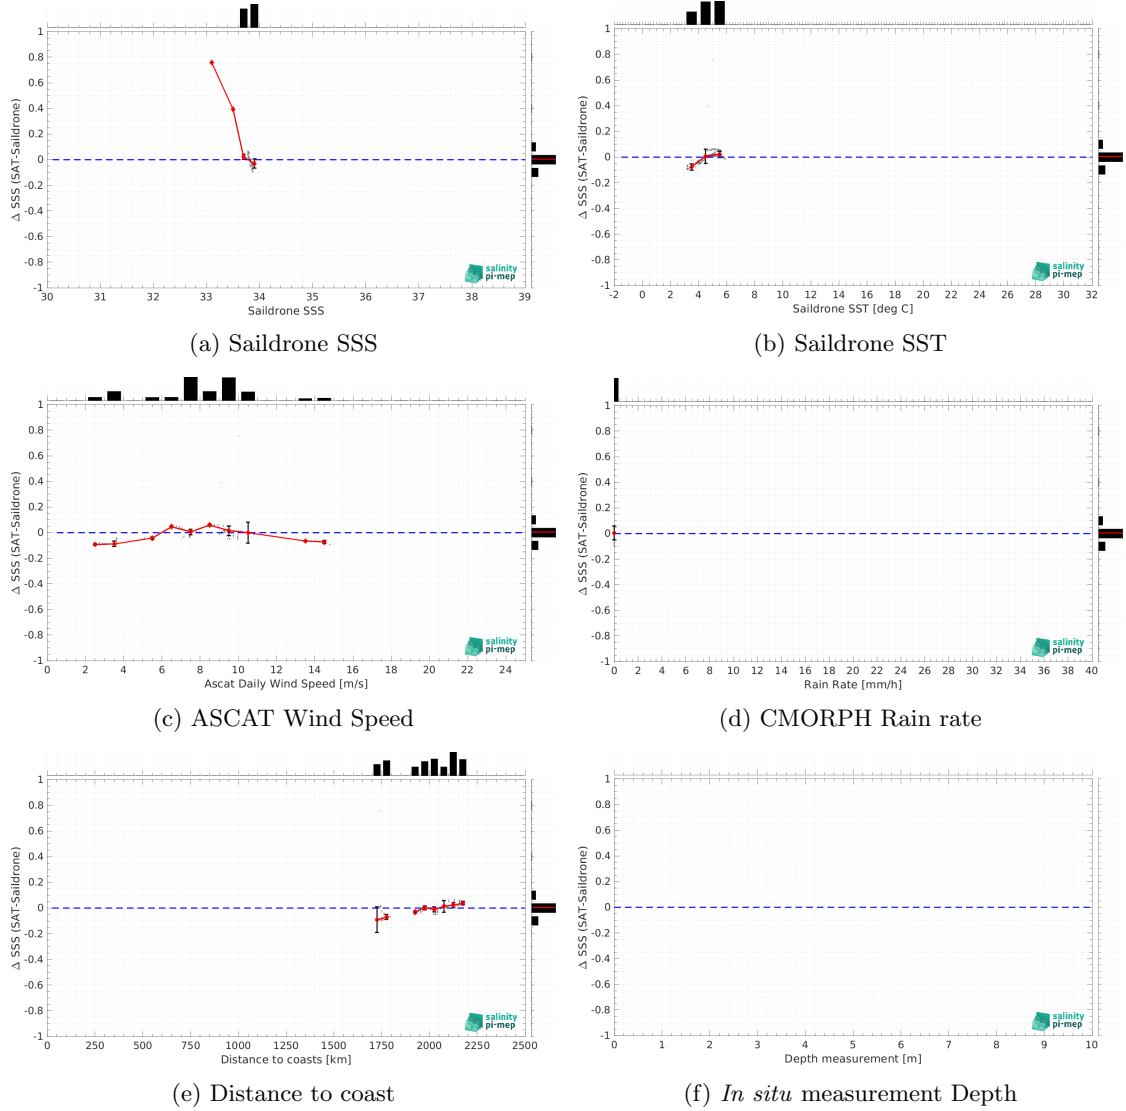 1
0.8
0.6
0.4
0.2
0
-0.2
-0.4
-0.6
-0.8
-1
Δ SSS (SAT-Saildrone)
30 31 32 33 34 35 36 37 38 39
Saildrone SSS
salinity
pi-mep
(a) Saildrone SSS
1
0.8
0.6
0.4
0.2
0
-0.2
-0.4
-0.6
-0.8
-1
Δ SSS (SAT-Saildrone)
-2 0 2 4 6 8 10 12 14 16 18 20 22 24 26 28 30 32
Saildrone SST [deg C]
salinity
pi-mep
(b) Saildrone SST
1
0.8
0.6
0.4
0.2
0
-0.2
-0.4
-0.6
-0.8
-1
Δ SSS (SAT-Saildrone)
0 2 4 6 8 10 12 14 16 18 20 22 24
Ascat Daily Wind Speed [m/s]
salinity
pi-mep
(c) ASCAT Wind Speed
1
0.8
0.6
0.4
0.2
0
-0.2
-0.4
-0.6
-0.8
-1
Δ SSS (SAT-Saildrone)
0 2 4 6 8 10 12 14 16 18 20 22 24 26 28 30 32 34 36 38 40
Rain Rate [mm/h]
salinity
pi-mep
(d) CMORPH Rain rate
1
0.8
0.6
0.4
0.2
0
-0.2
-0.4
-0.6
-0.8
-1
Δ SSS (SAT-Saildrone)
0 250 500 750 1000 1250 1500 1750 2000 2250 2500
Distance to coasts [km]
salinity
pi-mep
(e) Distance to coast
1
0.8
0.6
0.4
0.2
0
-0.2
-0.4
-0.6
-0.8
-1
Δ SSS (SAT-Saildrone)
0 1 2 3 4 5 6 7 8 9 10
Depth measurement [m]
salinity
pi-mep
(f) In situ measurement Depth